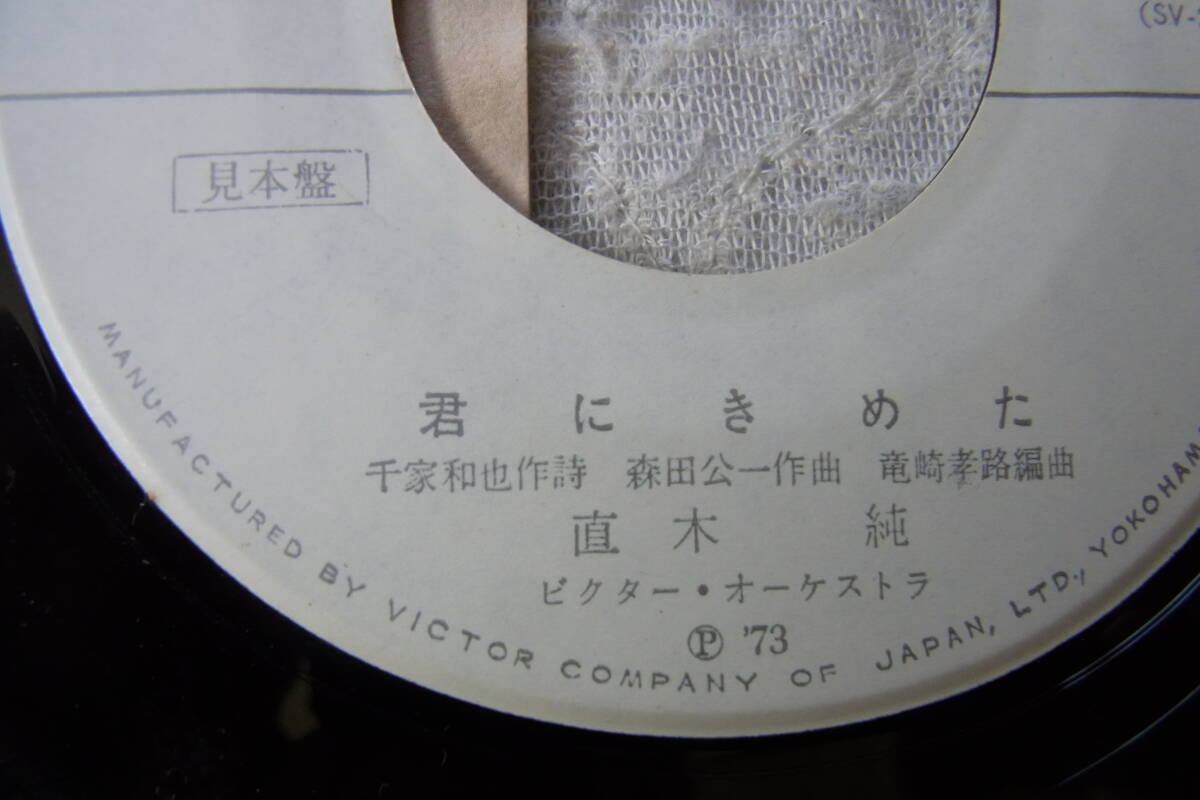 (SV-
見本盤
君にきめた
千家和也作詩 森田公一作曲 竜崎孝路編曲
直木 純
ビクター・オーケストラ
Ⓟ '73
MANUFACTURED BY VICTOR COMPANY OF JAPAN, LTD., YOKOHAMA